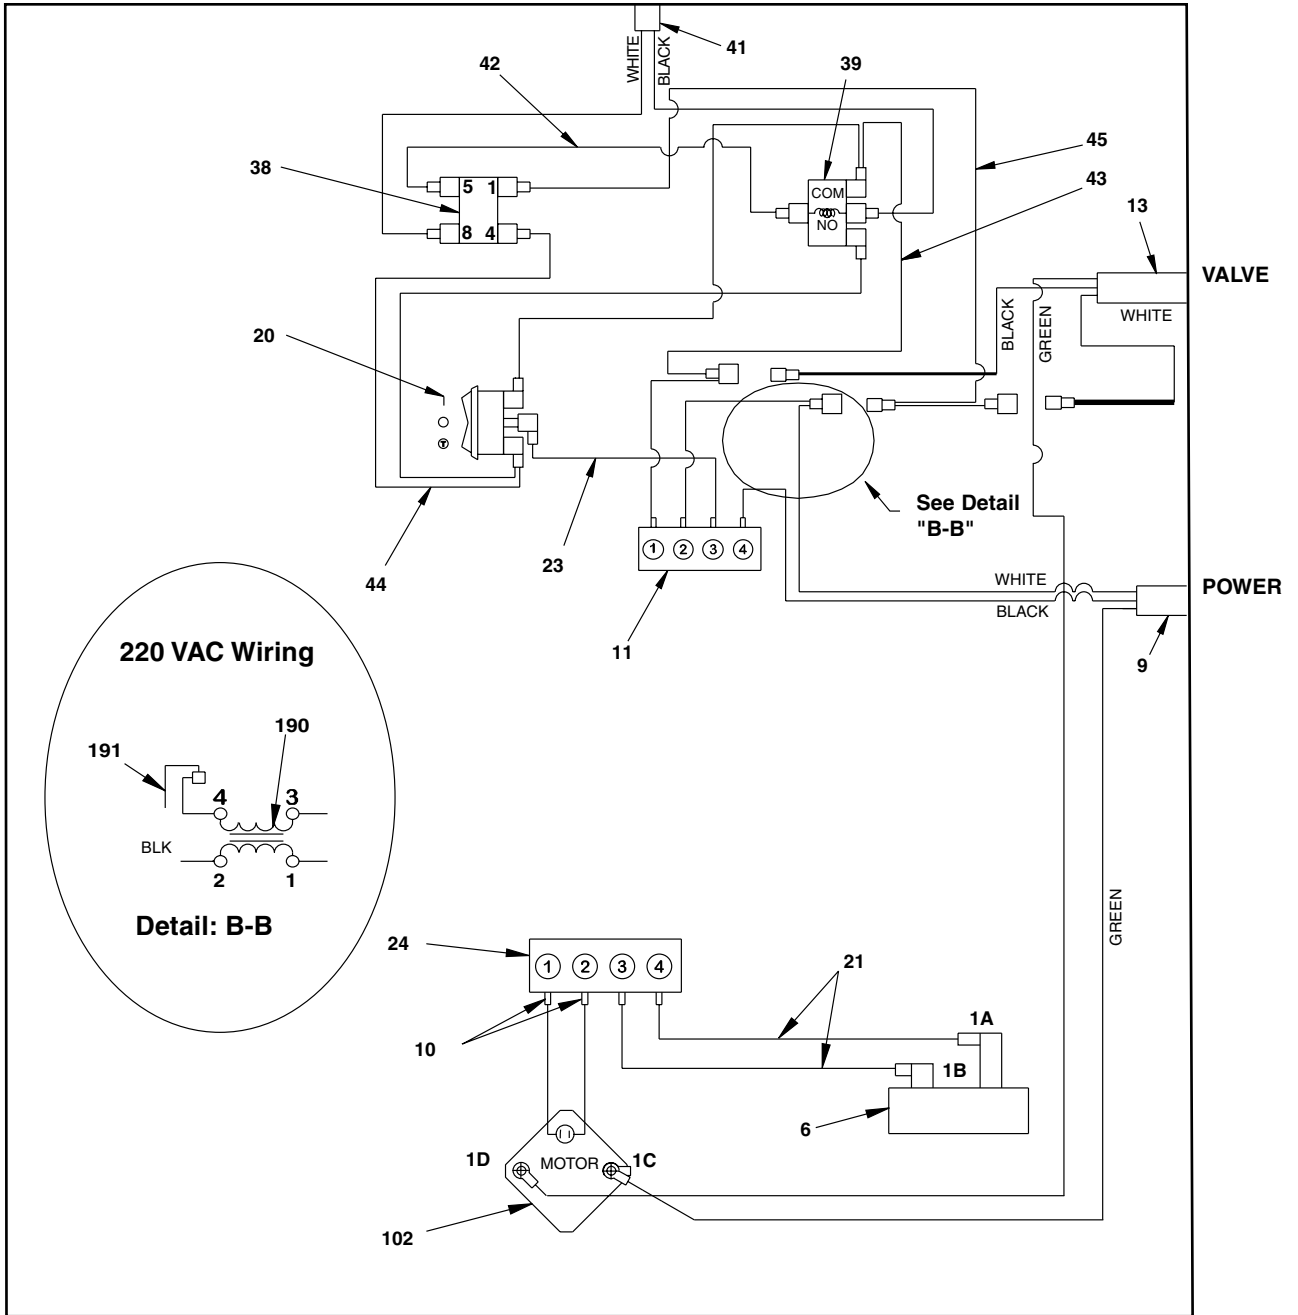 41
WHITE
BLACK
42
39
45
38
5 1
COM
43
NO
8 4
13
VALVE
WHITE
BLACK
GREEN
20
See Detail
"B-B"
1 2 3 4
44
23
WHITE
POWER
BLACK
11
9
220 VAC Wiring
190
191
4 3
BLK
2 1
Detail: B-B
GREEN
24
1 2 3 4
21
10
1A
1B
6
1D
MOTOR
1C
102